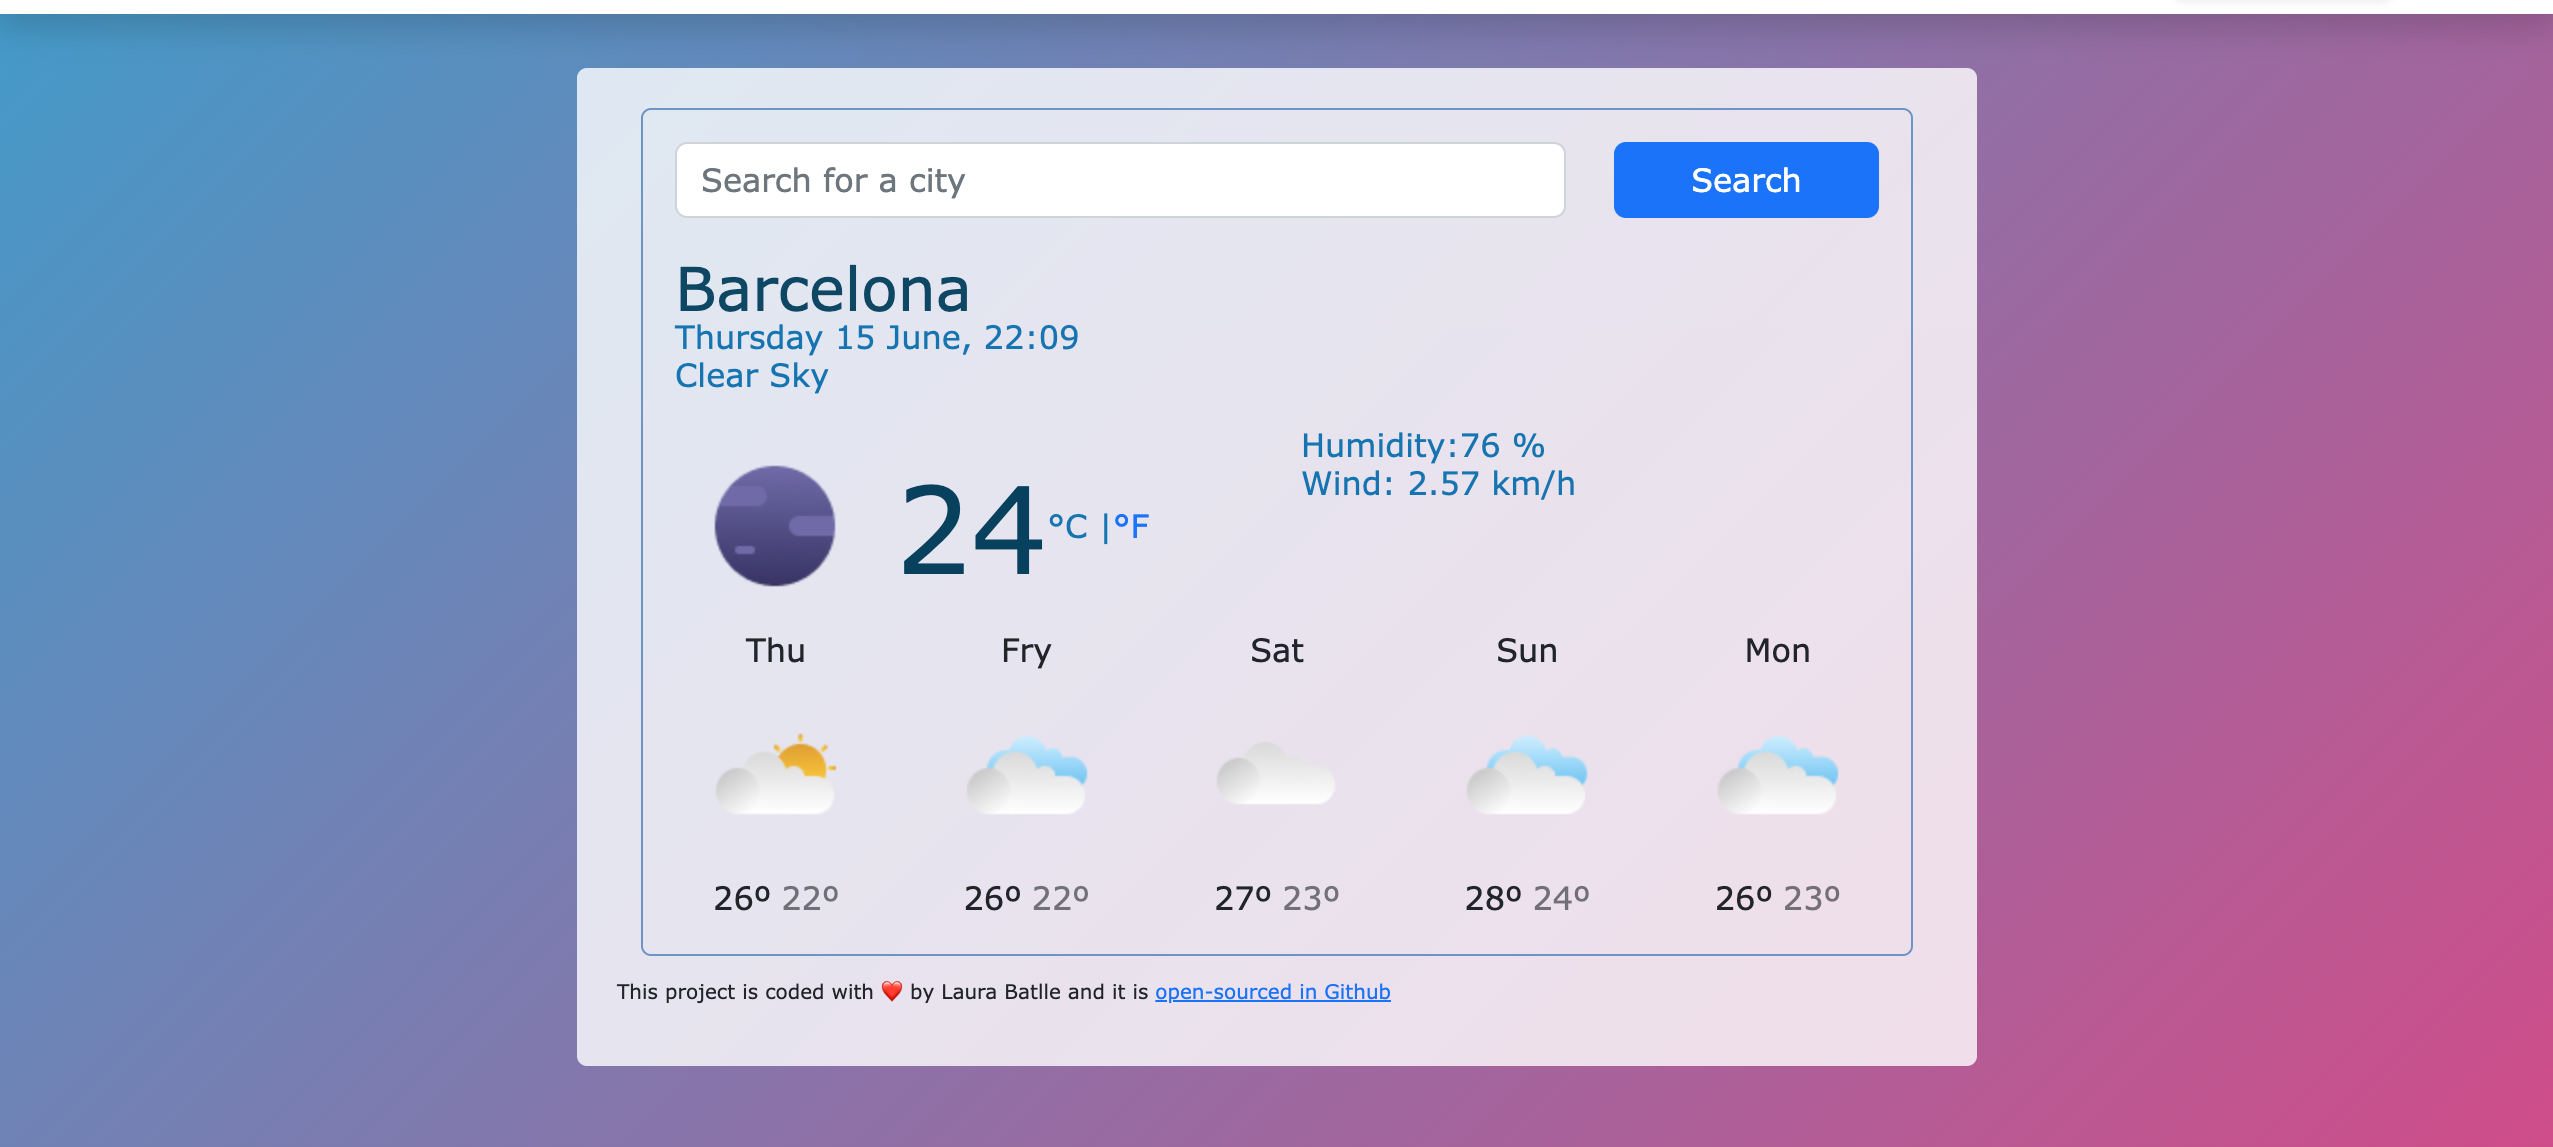 Search for a city
Search
Barcelona
Thursday 15 June, 22:09
Clear Sky
Humidity:76 %
Wind: 2.57 km/h
24°C |°F
Thu Fry Sat Sun Mon
26º 22º 26º 22º 27º 23º 28º 24º 26º 23º
This project is coded with ❤️ by Laura Batlle and it is open-sourced in Github